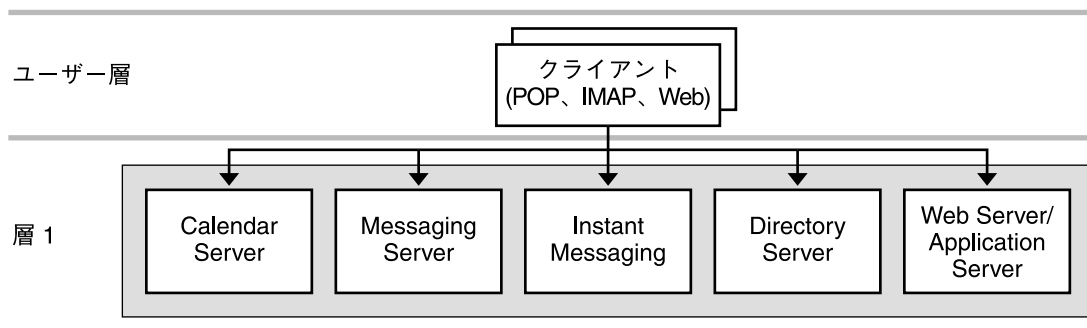 ユーザー層
クライアント
(POP、IMAP、Web)
層 1
Calendar
Server
Messaging
Server
Instant
Messaging
Directory
Server
Web Server/
Application
Server